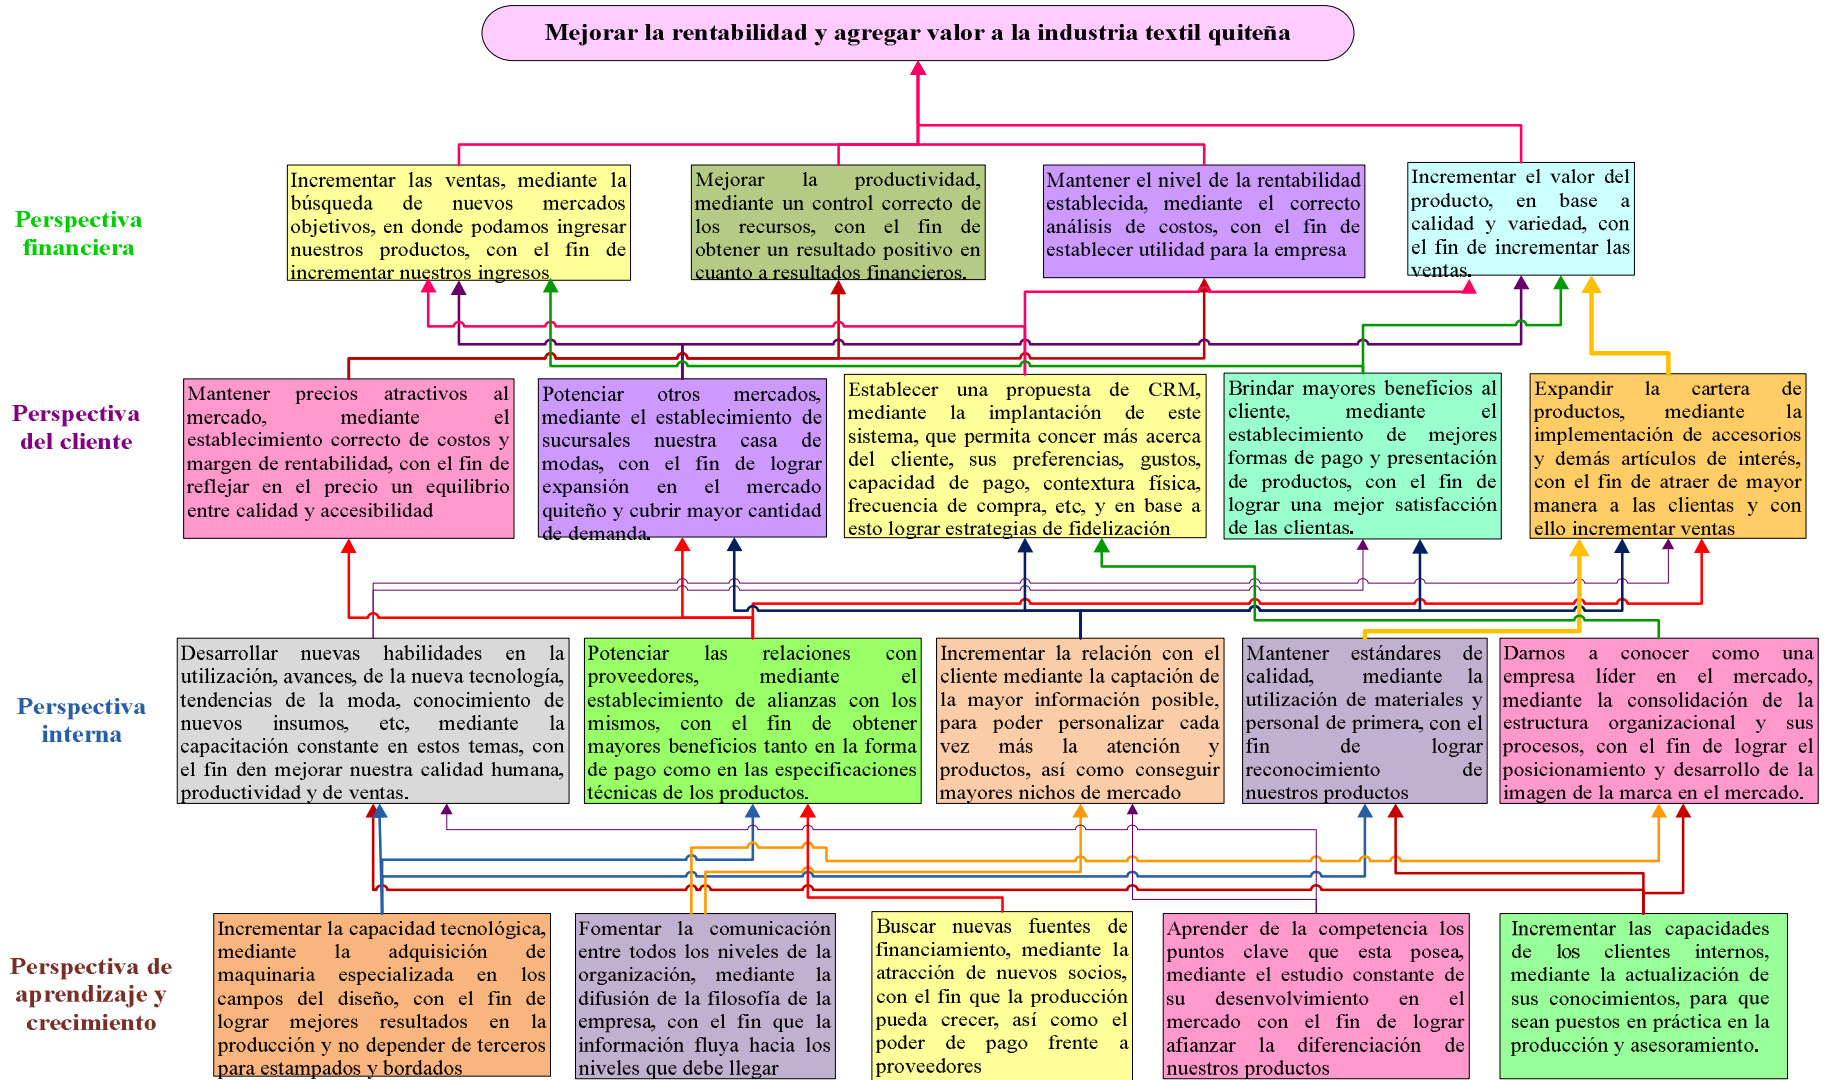 Mejorar la rentabilidad y agregar valor a la industria textil quiteña
Perspectiva
financiera
Incrementar las ventas, mediante la
búsqueda de nuevos mercados
objetivos, en donde podamos ingresar
nuestros productos, con el fin de
incrementar nuestros ingresos
Mejorar la productividad,
mediante un control correcto de
los recursos, con el fin de
obtener un resultado positivo en
cuanto a resultados financieros.
Mantener el nivel de la rentabilidad
establecida, mediante el correcto
análisis de costos, con el fin de
establecer utilidad para la empresa
Incrementar el valor del
producto, en base a
calidad y variedad, con
el fin de incrementar las
ventas.
Perspectiva
del cliente
Mantener precios atractivos al
mercado, mediante el
establecimiento correcto de costos y
margen de rentabilidad, con el fin de
reflejar en el precio un equilibrio
entre calidad y accesibilidad
Potenciar otros mercados,
mediante el establecimiento de
sucursales nuestra casa de
modas, con el fin de lograr
expansión en el mercado
quiteño y cubrir mayor cantidad
de demanda.
Establecer una propuesta de CRM,
mediante la implantación de este
sistema, que permita concer más acerca
del cliente, sus preferencias, gustos,
capacidad de pago, contextura física,
frecuencia de compra, etc, y en base a
esto lograr estrategias de fidelización
Brindar mayores beneficios al
cliente, mediante el
establecimiento de mejores
formas de pago y presentación
de productos, con el fin de
lograr una mejor satisfacción
de las clientas.
Expandir la cartera de
productos, mediante la
implementación de accesorios
y demás artículos de interés,
con el fin de atraer de mayor
manera a las clientas y con
ello incrementar ventas
Perspectiva
interna
Desarrollar nuevas habilidades en la
utilización, avances, de la nueva tecnología,
tendencias de la moda, conocimiento de
nuevos insumos, etc, mediante la
capacitación constante en estos temas, con
el fin den mejorar nuestra calidad humana,
productividad y de ventas.
Potenciar las relaciones con
proveedores, mediante el
establecimiento de alianzas con los
mismos, con el fin de obtener
mayores beneficios tanto en la forma
de pago como en las especificaciones
técnicas de los productos.
Incrementar la relación con el
cliente mediante la captación de
la mayor información posible,
para poder personalizar cada
vez más la atención y
productos, así como conseguir
mayores nichos de mercado
Mantener estándares de
calidad, mediante la
utilización de materiales y
personal de primera, con el
fin de lograr
reconocimiento de
nuestros productos
Darnos a conocer como una
empresa líder en el mercado,
mediante la consolidación de la
estructura organizacional y sus
procesos, con el fin de lograr el
posicionamiento y desarrollo de la
imagen de la marca en el mercado.
Perspectiva de
aprendizaje y
crecimiento
Incrementar la capacidad tecnológica,
mediante la adquisición de
maquinaria especializada en los
campos del diseño, con el fin de
lograr mejores resultados en la
producción y no depender de terceros
para estampados y bordados
Fomentar la comunicación
entre todos los niveles de la
organización, mediante la
difusión de la filosofía de la
empresa, con el fin que la
información fluya hacia los
niveles que debe llegar
Buscar nuevas fuentes de
financiamiento, mediante la
atracción de nuevos socios,
con el fin que la producción
pueda crecer, así como el
poder de pago frente a
proveedores
Aprender de la competencia los
puntos clave que esta posea,
mediante el estudio constante de
su desenvolvimiento en el
mercado con el fin de lograr
afianzar la diferenciación de
nuestros productos
Incrementar las capacidades
de los clientes internos,
mediante la actualización de
sus conocimientos, para que
sean puestos en práctica en la
producción y asesoramiento.